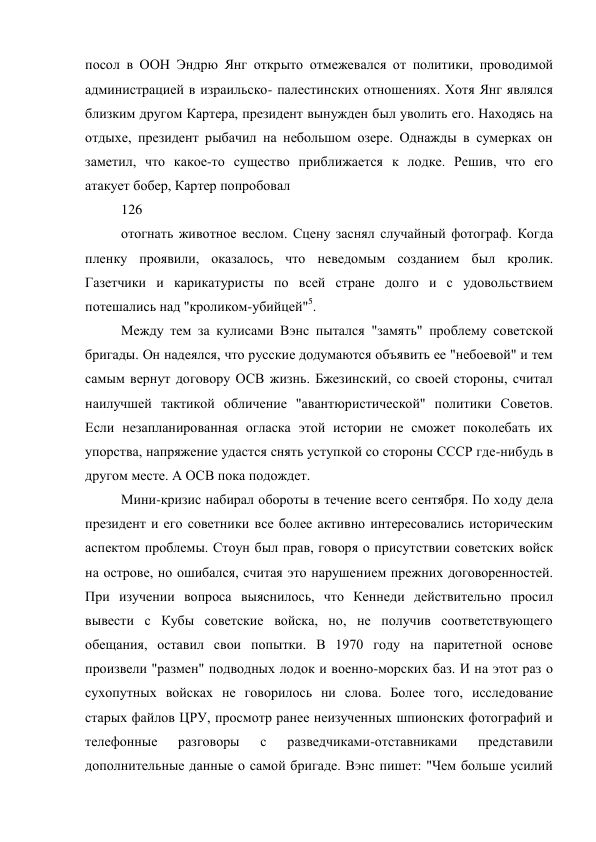 посол в ООН Эндрю Янг открыто отмежевался от политики, проводимой
администрацией в израильско- палестинских отношениях. Хотя Янг являлся
близким другом Картера, президент вынужден был уволить его. Находясь на
отдыхе, президент рыбачил на небольшом озере. Однажды в сумерках он
заметил, что какое-то существо приближается к лодке. Решив, что его
атакует бобер, Картер попробовал
126
отогнать животное веслом. Сцену заснял случайный фотограф. Когда
пленку проявили, оказалось, что неведомым созданием был кролик.
Газетчики и карикатуристы по всей стране долго и с удовольствием
потешались над "кроликом-убийцей"5.
Между тем за кулисами Вэнс пытался "замять" проблему советской
бригады. Он надеялся, что русские додумаются объявить ее "небоевой" и тем
самым вернут договору ОСВ жизнь. Бжезинский, со своей стороны, считал
наилучшей тактикой обличение "авантюристической" политики Советов.
Если незапланированная огласка этой истории не сможет поколебать их
упорства, напряжение удастся снять уступкой со стороны СССР где-нибудь в
другом месте. А ОСВ пока подождет.
Мини-кризис набирал обороты в течение всего сентября. По ходу дела
президент и его советники все более активно интересовались историческим
аспектом проблемы. Стоун был прав, говоря о присутствии советских войск
на острове, но ошибался, считая это нарушением прежних договоренностей.
При изучении вопроса выяснилось, что Кеннеди действительно просил
вывести с Кубы советские войска, но, не получив соответствующего
обещания, оставил свои попытки. В 1970 году на паритетной основе
произвели "размен" подводных лодок и военно-морских баз. И на этот раз о
сухопутных войсках не говорилось ни слова. Более того, исследование
старых файлов ЦРУ, просмотр ранее неизученных шпионских фотографий и
телефонные разговоры с разведчиками-отставниками представили
дополнительные данные о самой бригаде. Вэнс пишет: "Чем больше усилий